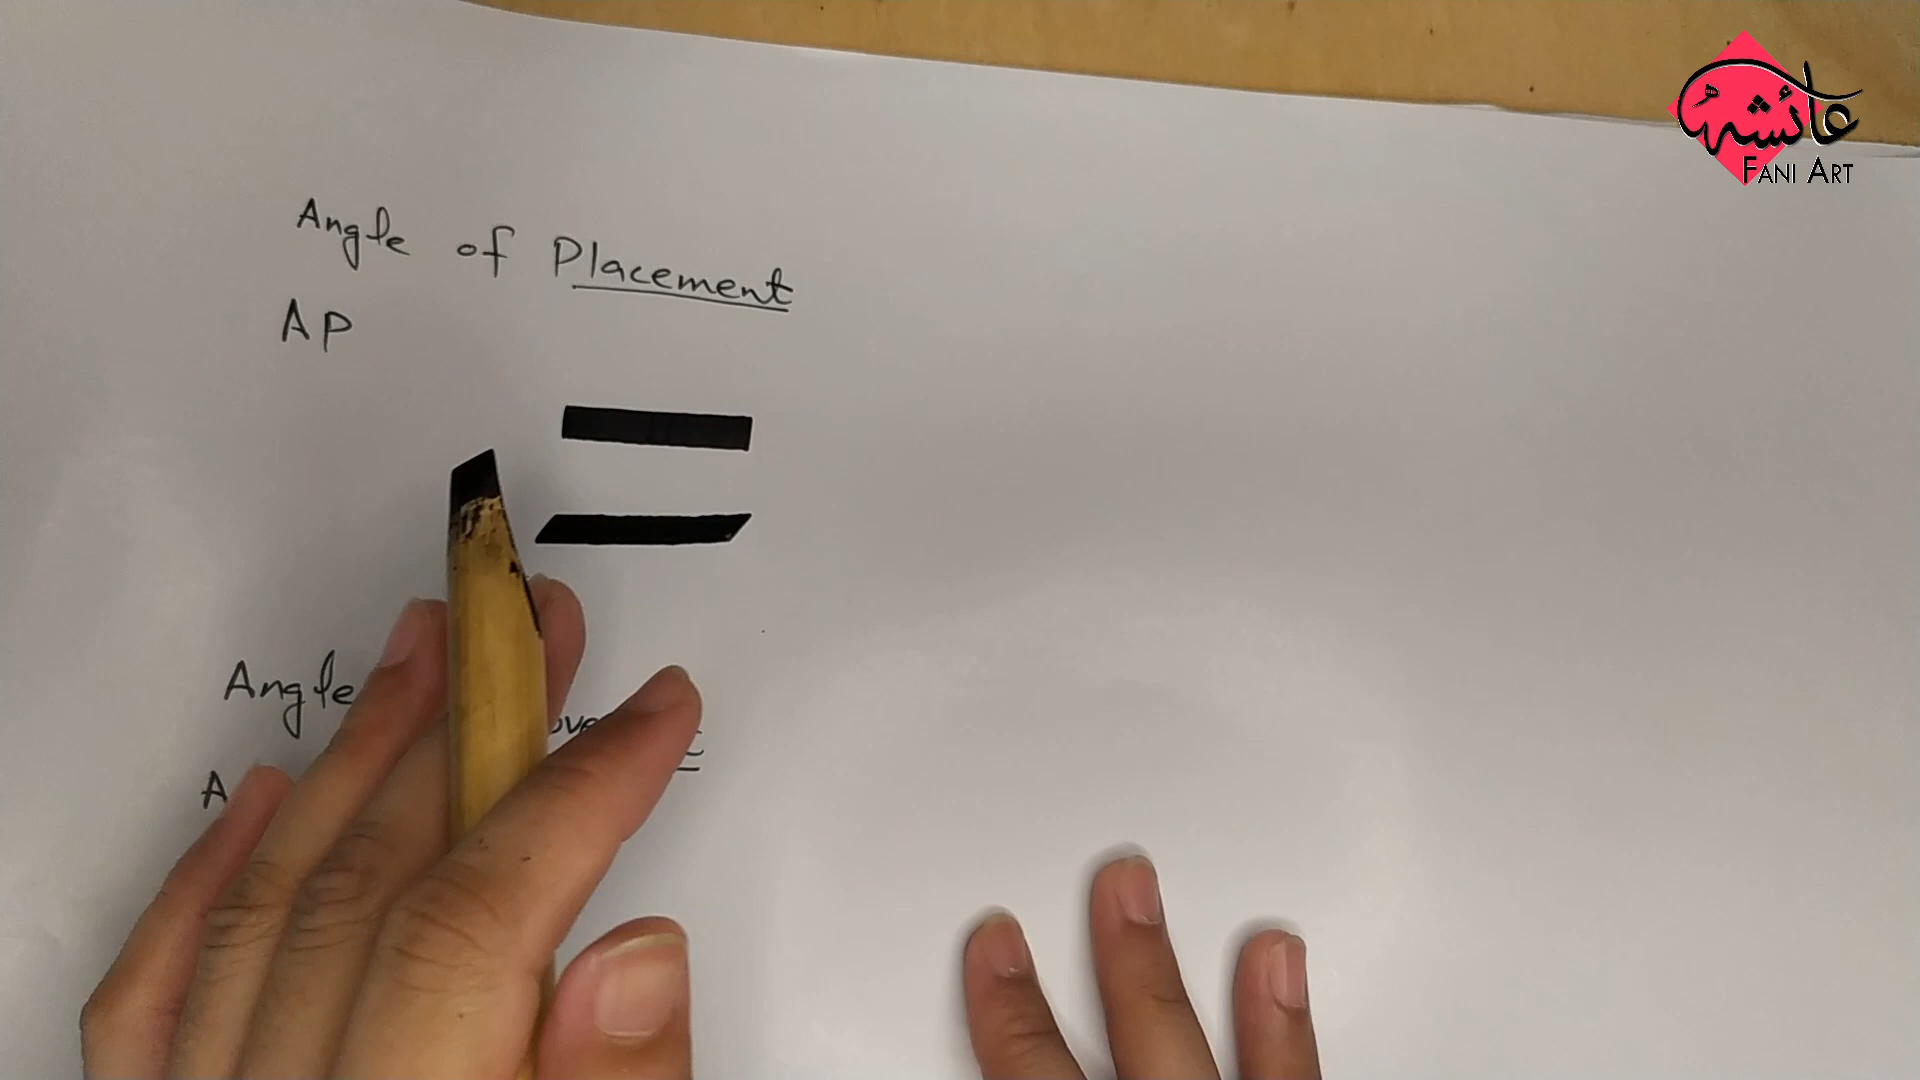 عائشہ
FANI ART
Angle of Placement
AP
Angle
A